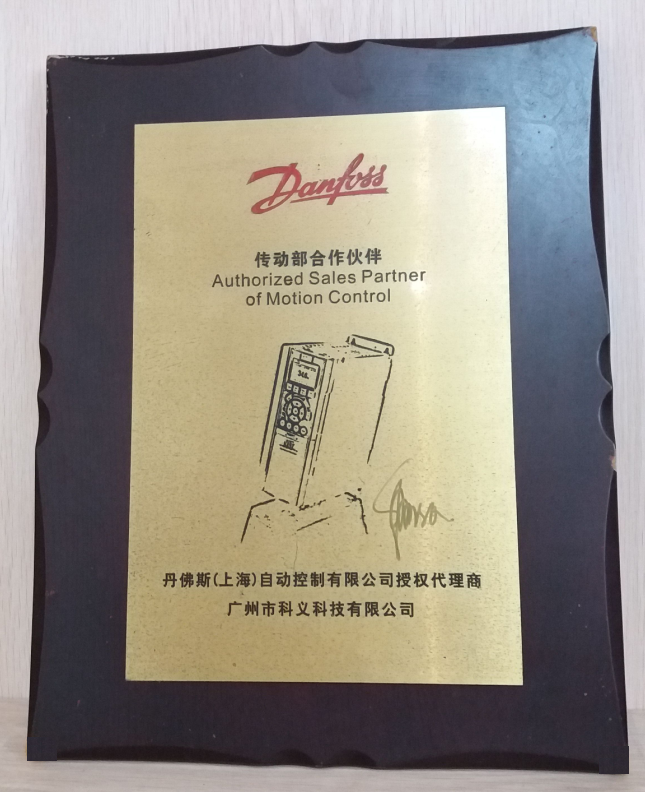 Danfoss
传动部合作伙伴
Authorized Sales Partner
of Motion Control
丹佛斯(上海)自动控制有限公司授权代理商
广州市科义科技有限公司